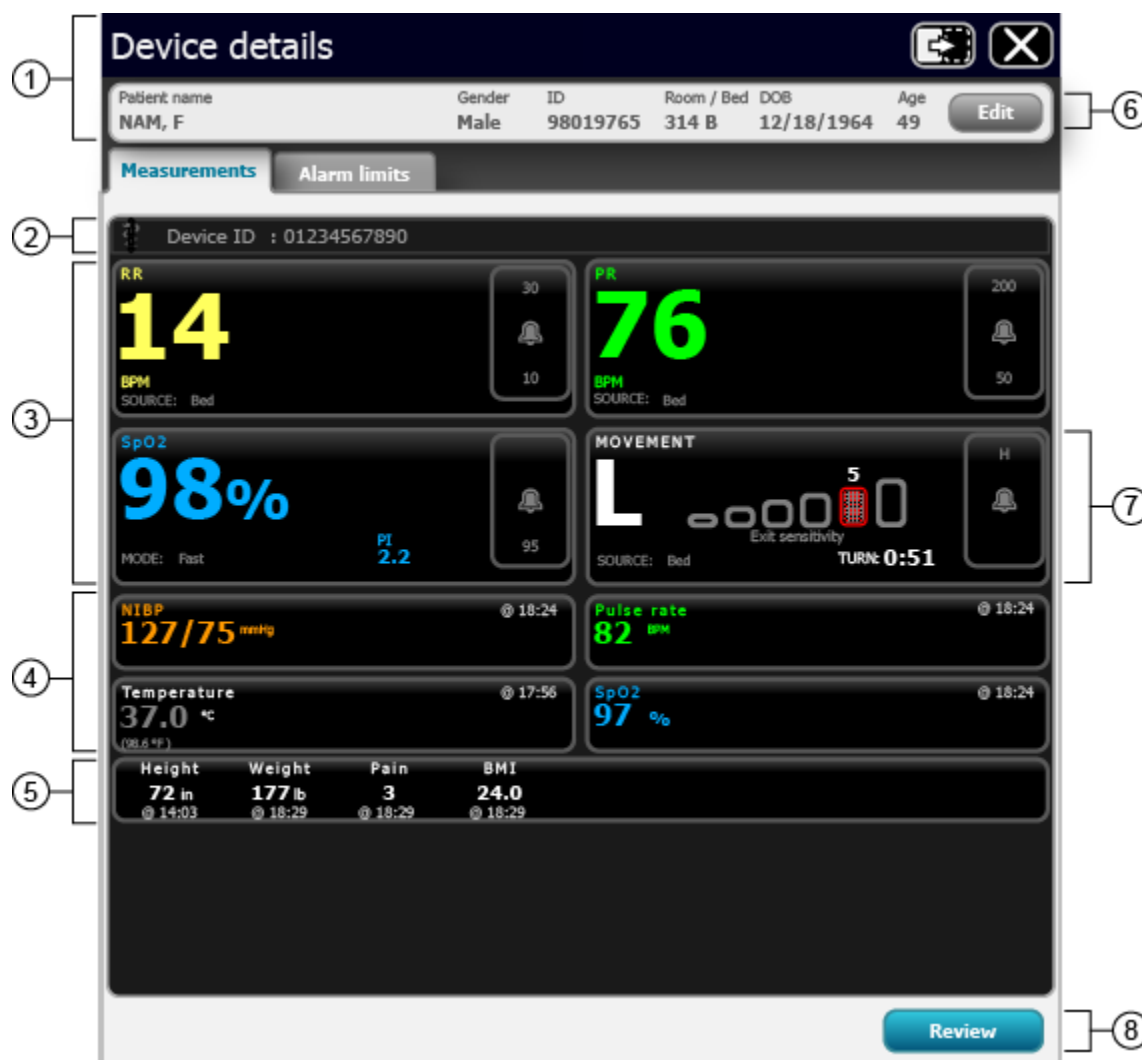 Device details
1
Patient name Gender ID Room / Bed DOB Age
NAM, F Male 98019765 314 B 12/18/1964 49 Edit
6
Measurements Alarm limits
2
Device ID : 01234567890
3
RR
14
BPM
SOURCE: Bed
30
10
PR
76
BPM
SOURCE: Bed
200
50
SpO2
98%
MODE: Fast
PI
2.2
95
MOVEMENT
L
5
Exit sensitivity
SOURCE: Bed
TURN: 0:51
H
7
4
NIBP @ 18:24
127/75 mmHg
Pulse rate @ 18:24
82 BPM
Temperature @ 17:56
37.0 °C
(98.6 °F)
SpO2 @ 18:24
97 %
5
Height Weight Pain BMI
72 in 177 lb 3 24.0
@ 14:03 @ 18:29 @ 18:29 @ 18:29
Review
8